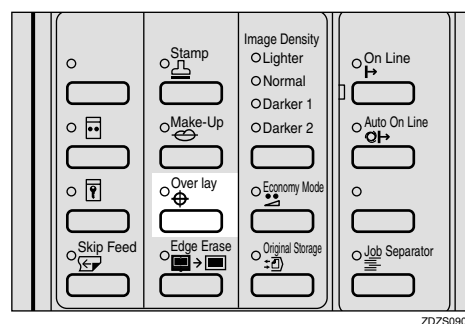 Stamp
Make-Up
Over lay
Skip Feed
Edge Erase
Image Density
Lighter
Normal
Darker 1
Darker 2
Economy Mode
Original Storage
On Line
Auto On Line
Job Separator
ZDZS090